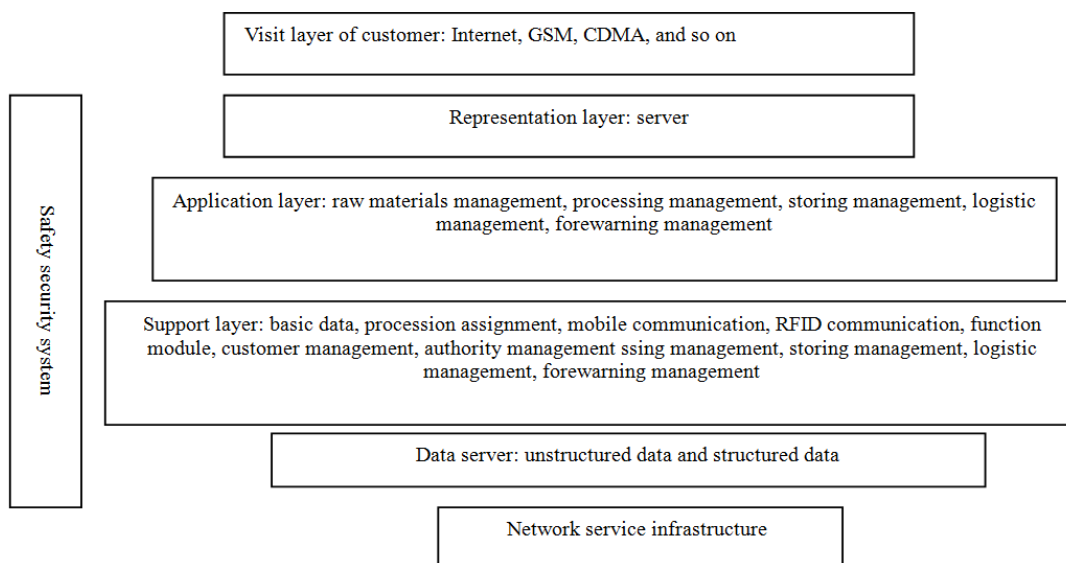 Visit layer of customer: Internet, GSM, CDMA, and so on
Representation layer: server
Safety security system
Application layer: raw materials management, processing management, storing management, logistic
management, forewarning management
Support layer: basic data, procession assignment, mobile communication, RFID communication, function
module, customer management, authority management ssing management, storing management, logistic
management, forewarning management
Data server: unstructured data and structured data
Network service infrastructure